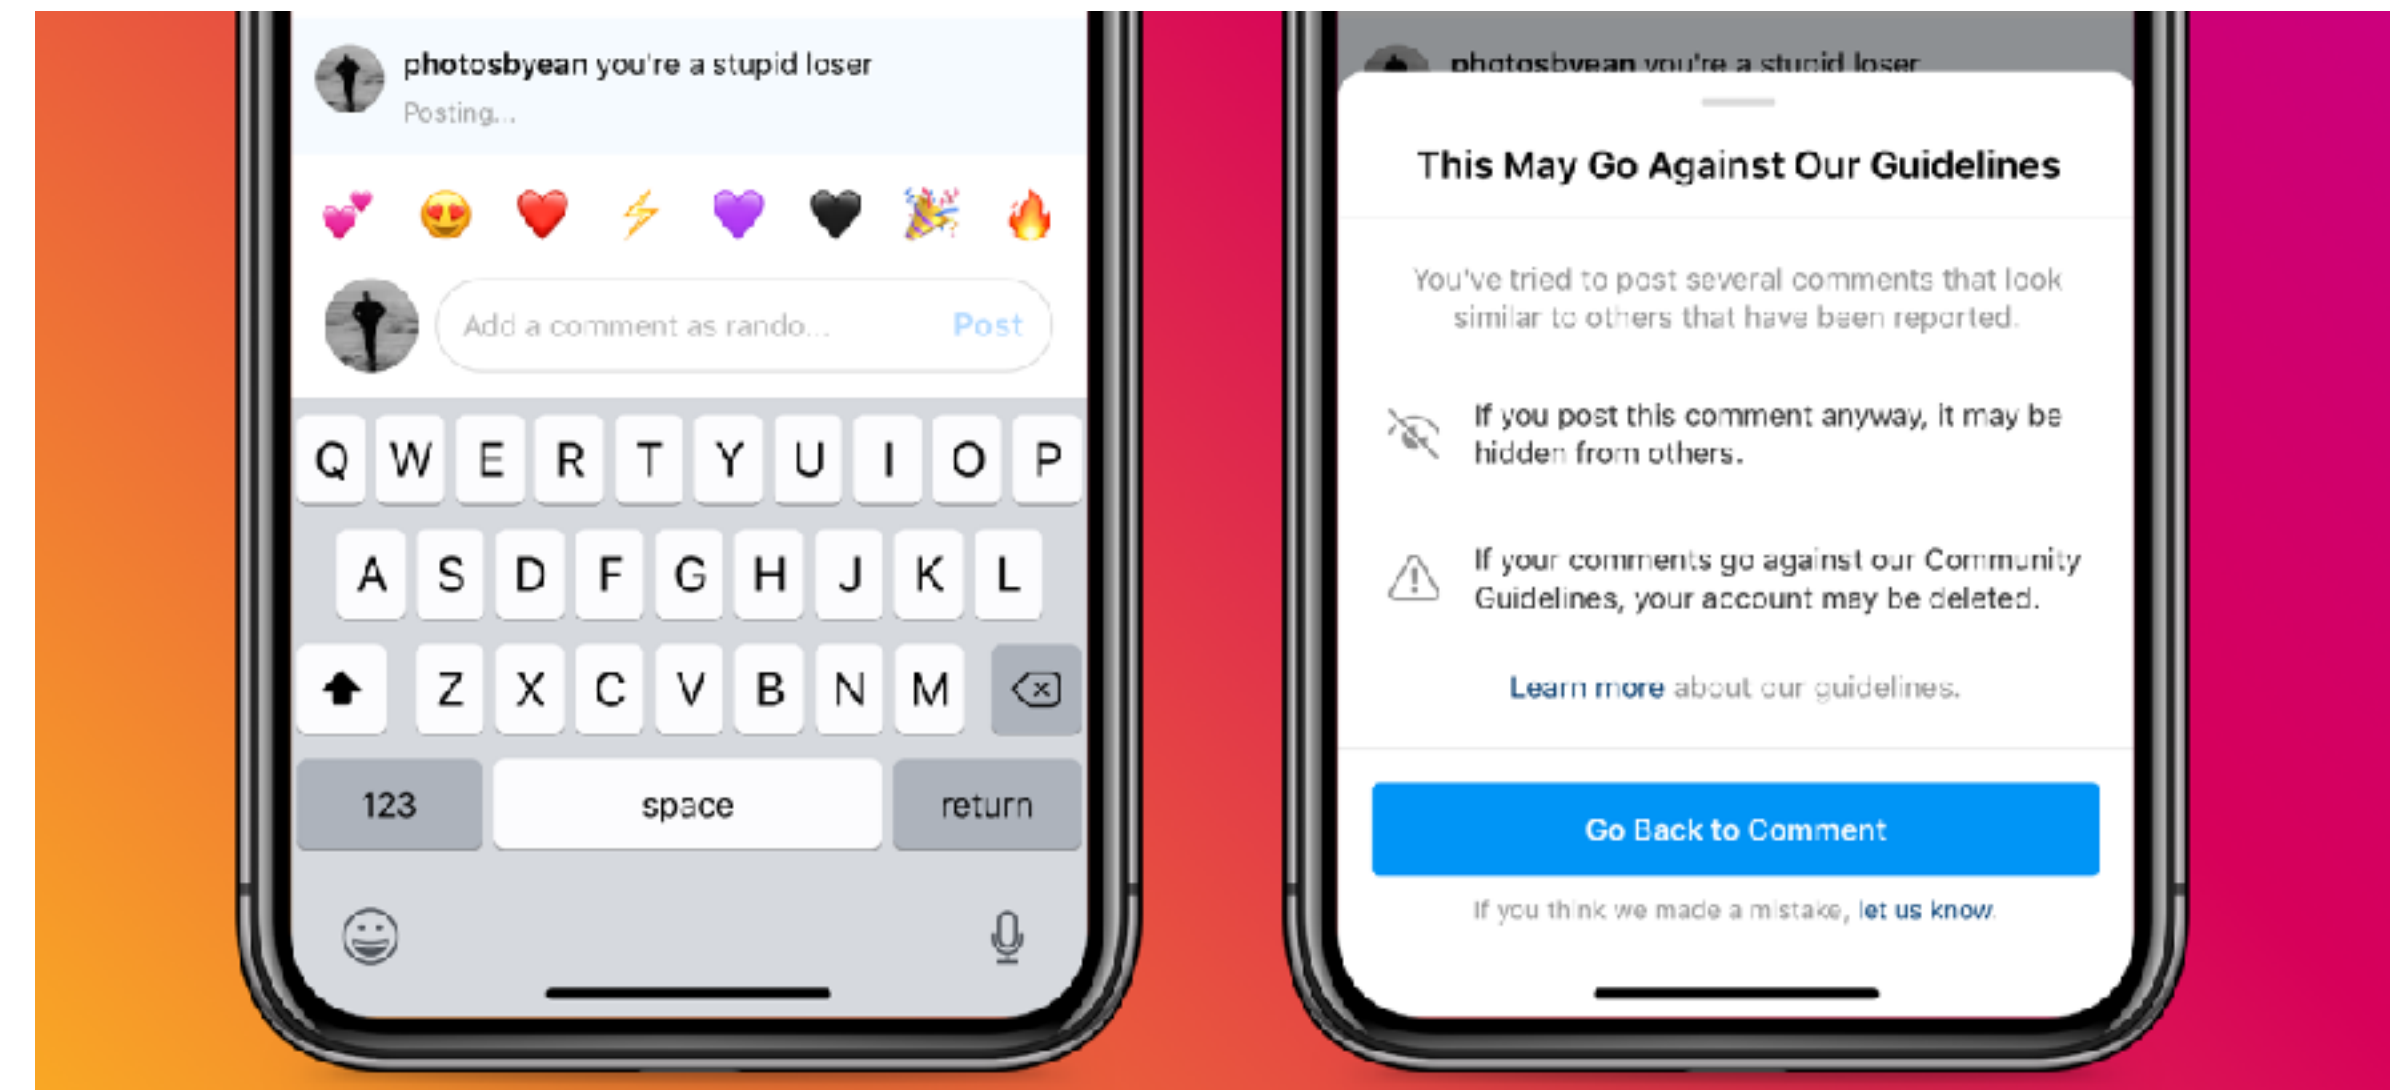 photosbyean you're a stupid loser
Posting...
Add a comment as rando...
Post
Q W E R T Y U I O P
A S D F G H J K L
Z X C V B N M
123 space return
photosbyean you're a stupid loser
This May Go Against Our Guidelines
You've tried to post several comments that look
similar to others that have been reported.
If you post this comment anyway, it may be
hidden from others.
If your comments go against our Community
Guidelines, your account may be deleted.
Learn more about our guidelines.
Go Back to Comment
If you think we made a mistake, let us know.